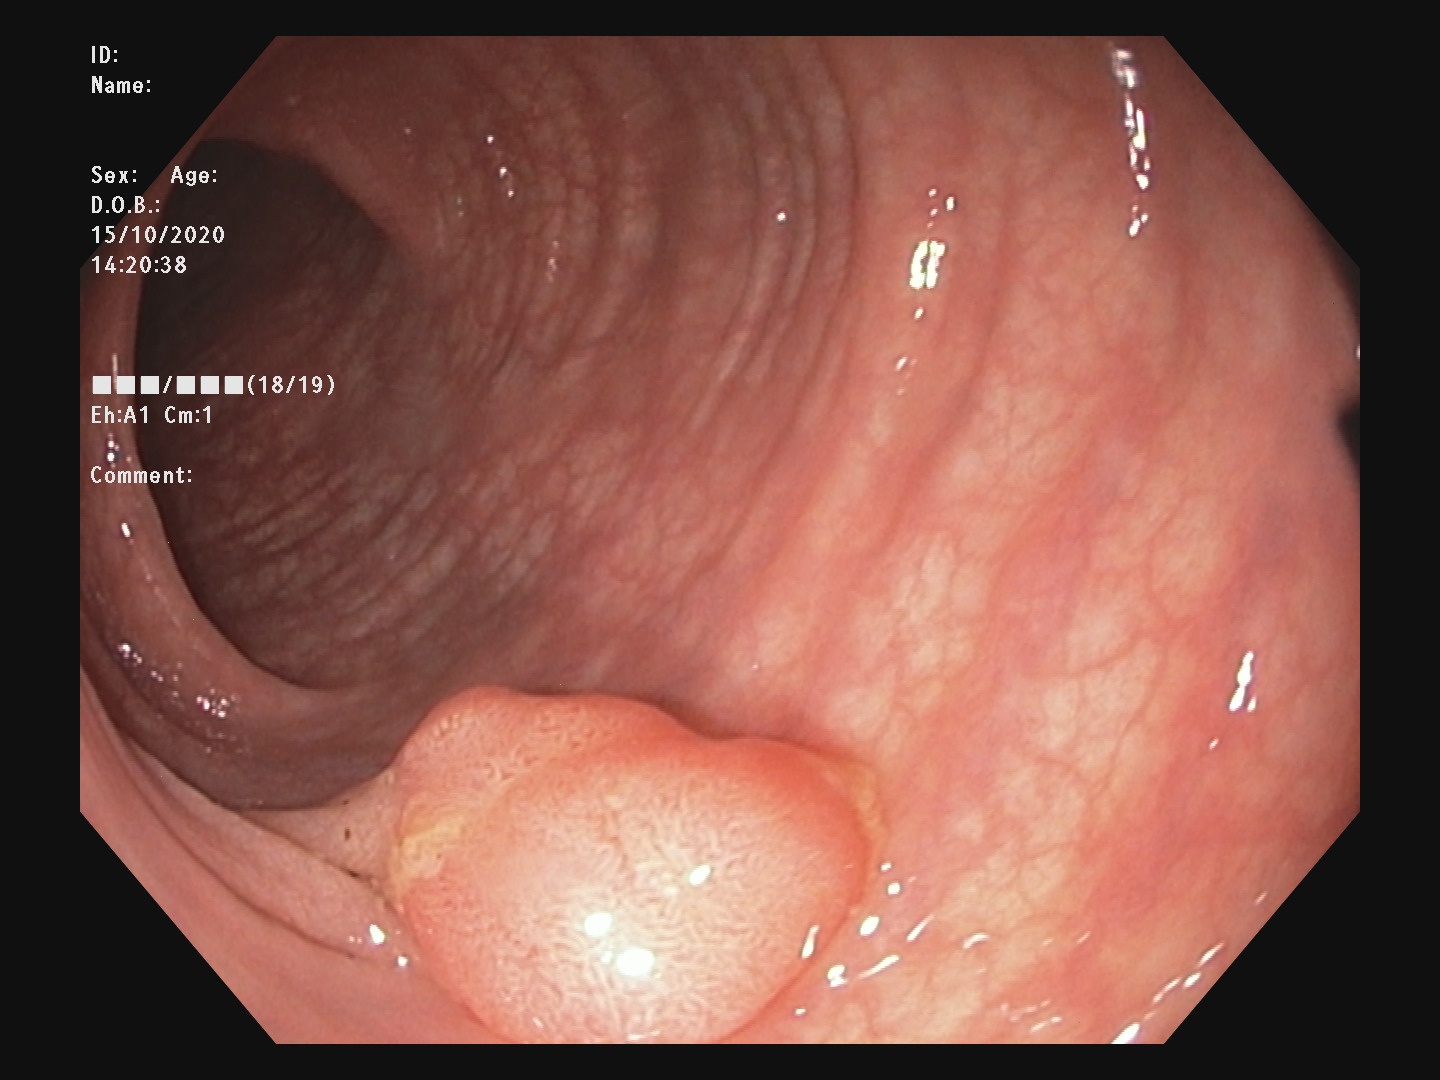 ID:
Name:
Sex: Age:
D.O.B.:
15/10/2020
14:20:38
■■■/■■■(18/19)
Eh:A1 Cm:1
Comment: